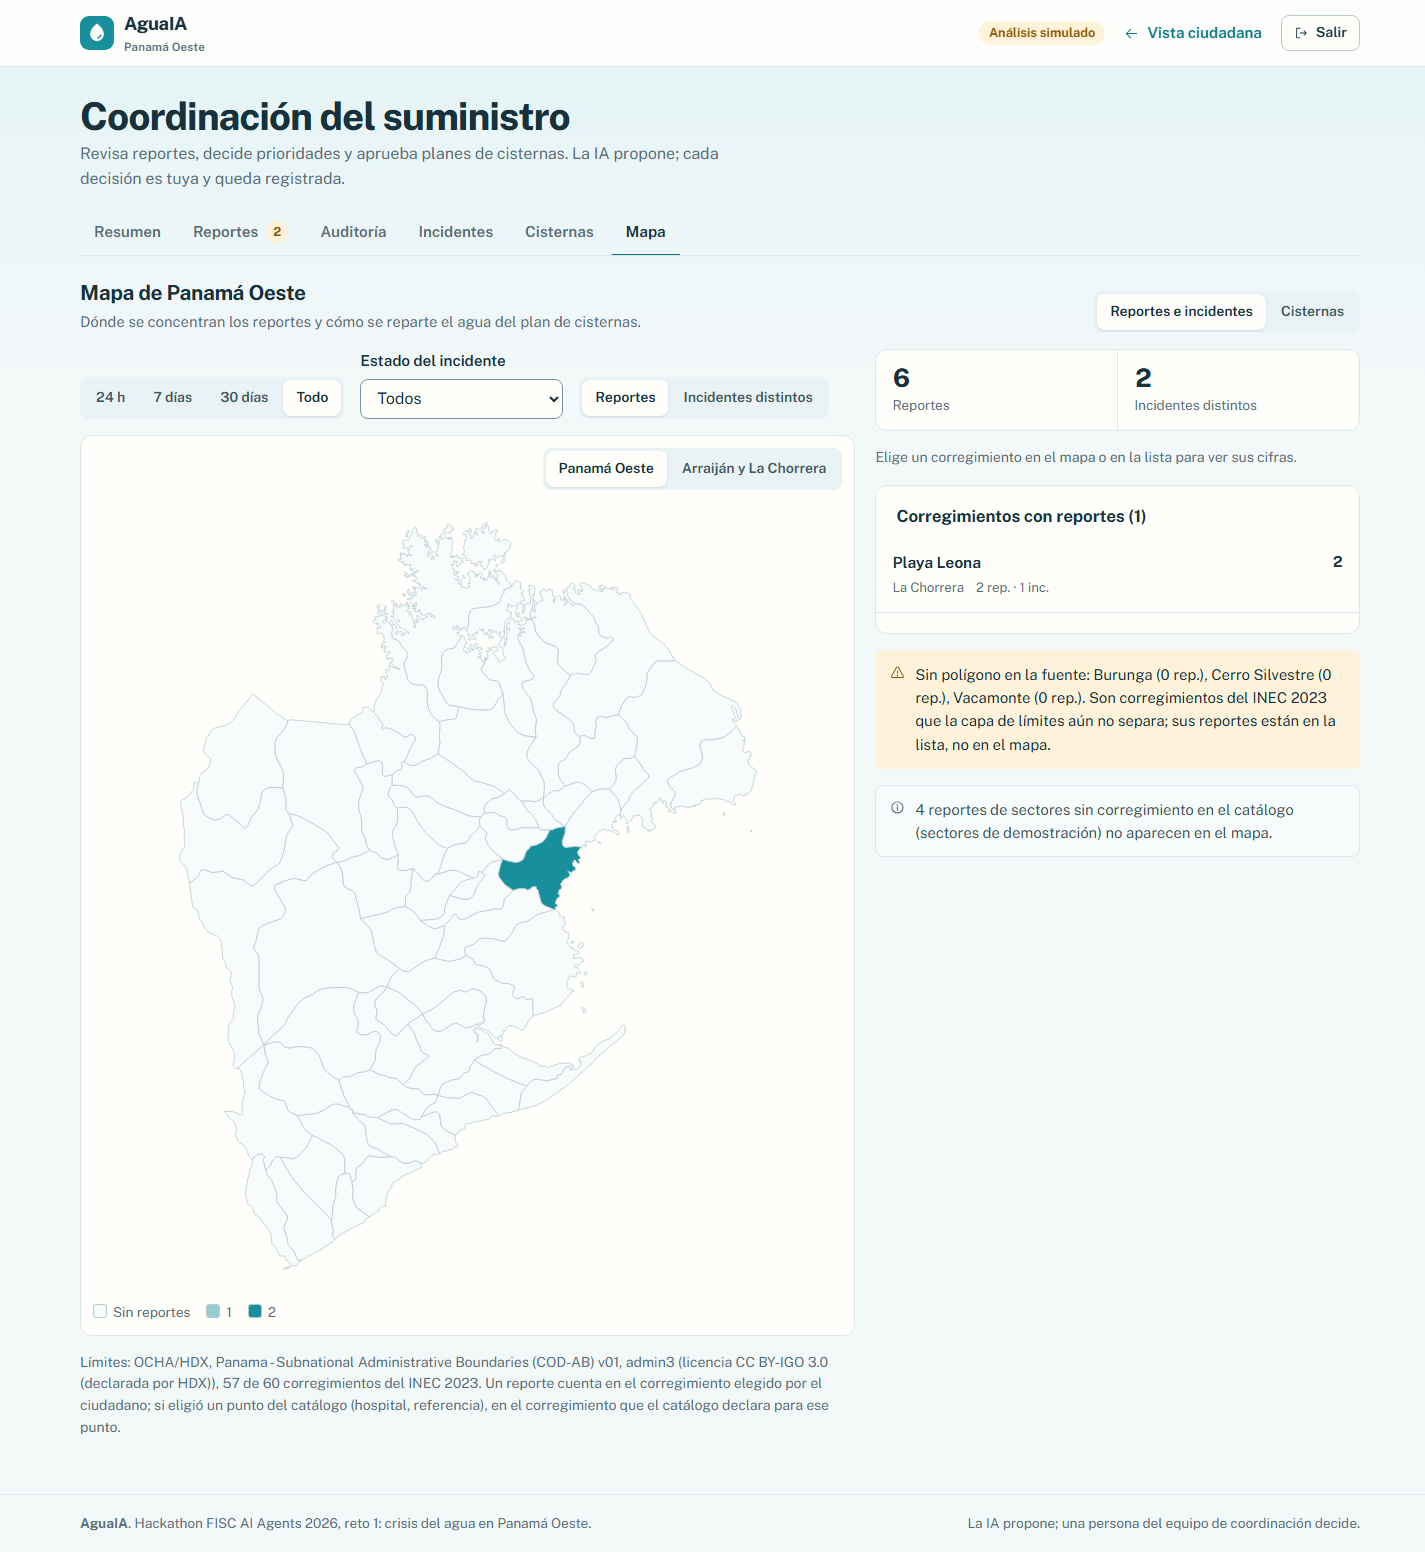 AguaIA
Panamá Oeste
Análisis simulado
← Vista ciudadana
Salir
Coordinación del suministro
Revisa reportes, decide prioridades y aprueba planes de cisternas. La IA propone; cada
decisión es tuya y queda registrada.
Resumen
Reportes 2
Auditoría
Incidentes
Cisternas
Mapa
Mapa de Panamá Oeste
Dónde se concentran los reportes y cómo se reparte el agua del plan de cisternas.
Reportes e incidentes
Cisternas
Estado del incidente
24 h
7 días
30 días
Todo
Todos
Reportes
Incidentes distintos
Panamá Oeste
Arraiján y La Chorrera
Sin reportes
1
2
Límites: OCHA/HDX, Panama - Subnational Administrative Boundaries (COD-AB) v01, admin3 (licencia CC BY-IGO 3.0
(declarada por HDX)), 57 de 60 corregimientos del INEC 2023. Un reporte cuenta en el corregimiento elegido por el
ciudadano; si eligió un punto del catálogo (hospital, referencia), en el corregimiento que el catálogo declara para ese
punto.
6
Reportes
2
Incidentes distintos
Elige un corregimiento en el mapa o en la lista para ver sus cifras.
Corregimientos con reportes (1)
Playa Leona
2
La Chorrera 2 rep. · 1 inc.
Sin polígono en la fuente: Burunga (0 rep.), Cerro Silvestre (0
rep.), Vacamonte (0 rep.). Son corregimientos del INEC 2023
que la capa de límites aún no separa; sus reportes están en la
lista, no en el mapa.
4 reportes de sectores sin corregimiento en el catálogo
(sectores de demostración) no aparecen en el mapa.
AguaIA. Hackathon FISC AI Agents 2026, reto 1: crisis del agua en Panamá Oeste.
La IA propone; una persona del equipo de coordinación decide.